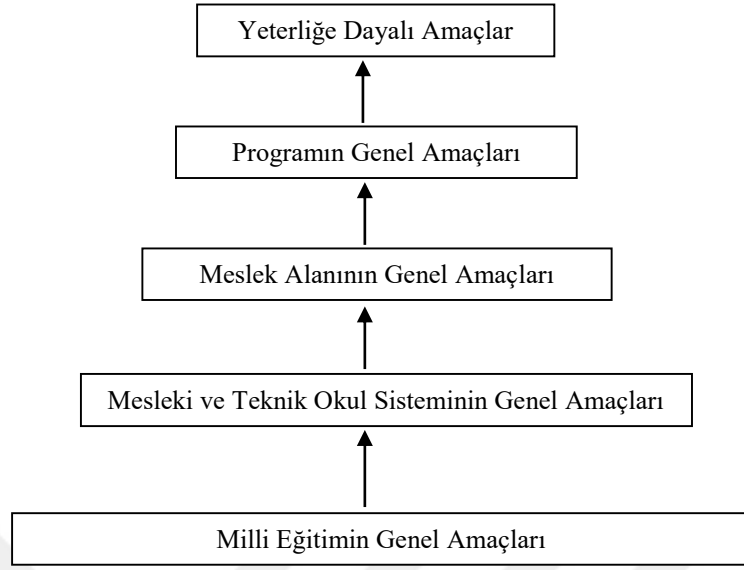 Yeterliğe Dayalı Amaçlar
Programın Genel Amaçları
Meslek Alanının Genel Amaçları
Mesleki ve Teknik Okul Sisteminin Genel Amaçları
Milli Eğitimin Genel Amaçları